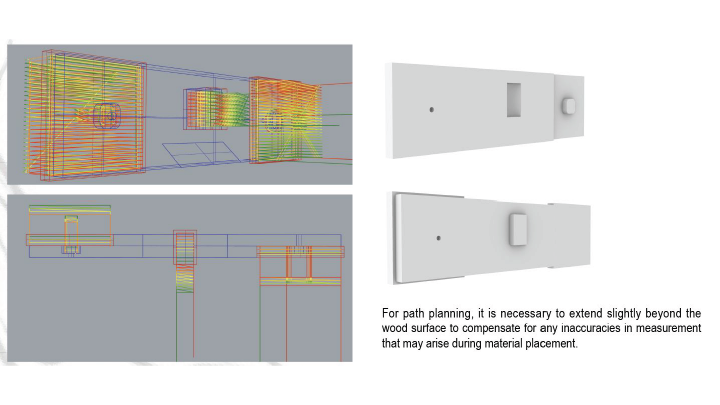 For path planning, it is necessary to extend slightly beyond the
wood surface to compensate for any inaccuracies in measurement
that may arise during material placement.